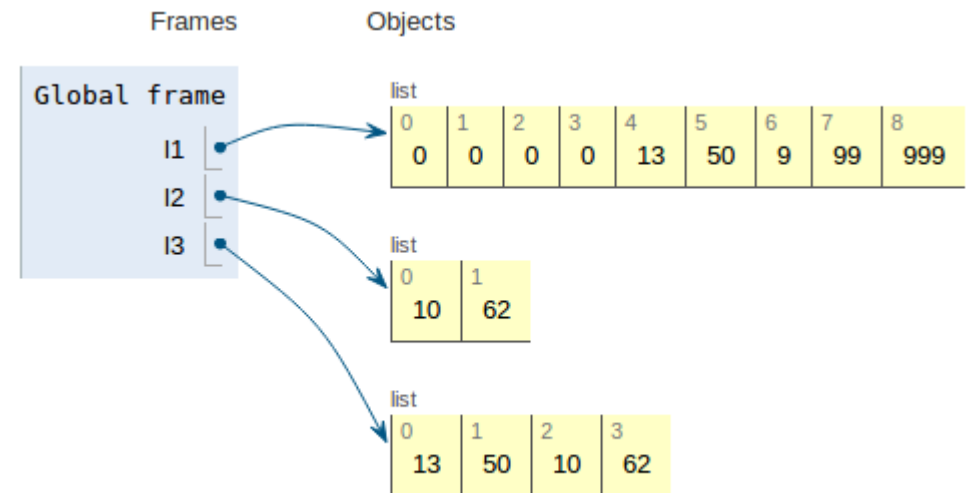 Frames Objects
Global frame
l1
l2
l3
list
0 1 2 3 4 5 6 7 8
0 0 0 0 13 50 9 99 999
list
0 1
10 62
list
0 1 2 3
13 50 10 62